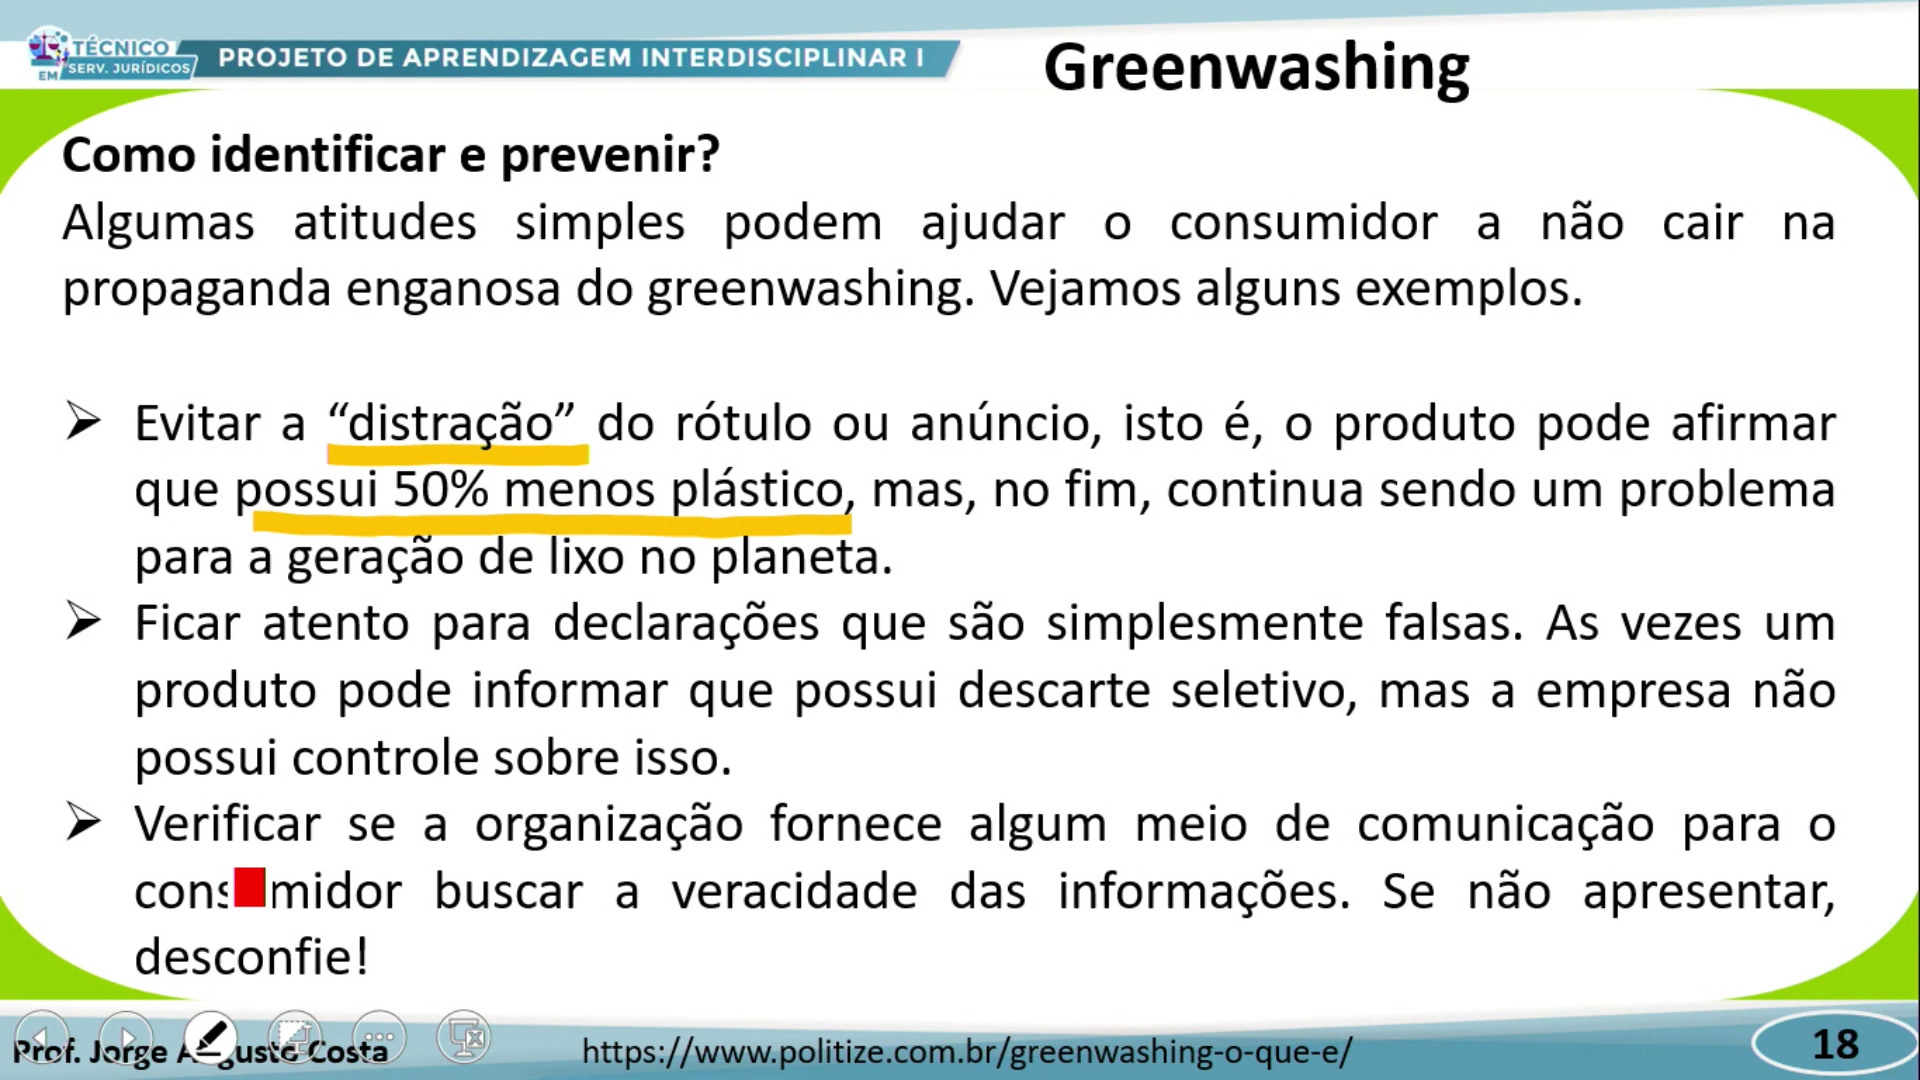 TÉCNICO
EM SERV. JURÍDICOS
PROJETO DE APRENDIZAGEM INTERDISCIPLINAR I
Greenwashing
Como identificar e prevenir?
Algumas atitudes simples podem ajudar o consumidor a não cair na
propaganda enganosa do greenwashing. Vejamos alguns exemplos.
➢ Evitar a “distração” do rótulo ou anúncio, isto é, o produto pode afirmar
que possui 50% menos plástico, mas, no fim, continua sendo um problema
para a geração de lixo no planeta.
➢ Ficar atento para declarações que são simplesmente falsas. As vezes um
produto pode informar que possui descarte seletivo, mas a empresa não
possui controle sobre isso.
➢ Verificar se a organização fornece algum meio de comunicação para o
consumidor buscar a veracidade das informações. Se não apresentar,
desconfie!
Prof. Jorge Augusto Costa
https://www.politize.com.br/greenwashing-o-que-e/
18